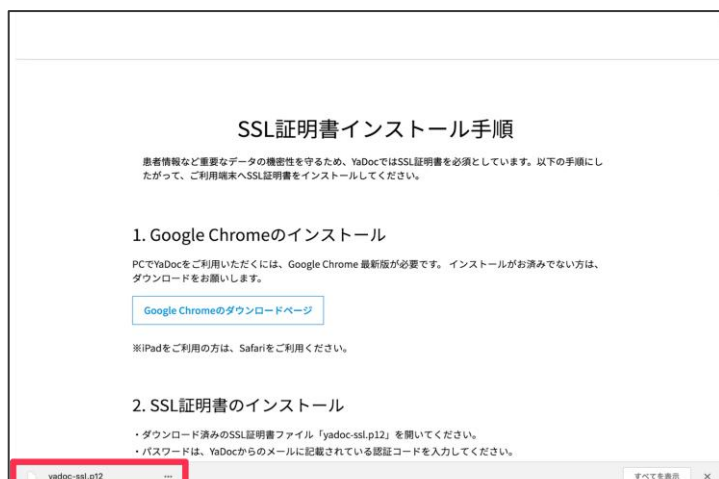 SSL証明書インストール手順
患者情報など重要なデータの機密性を守るため、YaDocではSSL証明書を必須としています。以下の手順にし
たがって、ご利用端末へSSL証明書をインストールしてください。
1. Google Chromeのインストール
PCでYaDocをご利用いただくには、Google Chrome 最新版が必要です。 インストールがお済みでない方は、
ダウンロードをお願いします。
Google Chromeのダウンロードページ
※iPadをご利用の方は、Safariをご利用ください。
2. SSL証明書のインストール
・ダウンロード済みのSSL証明書ファイル「yadoc-ssl.p12」を開いてください。
・パスワードは、YaDocからのメールに記載されている認証コードを入力してください。
yadoc-ssl.p12
すべてを表示